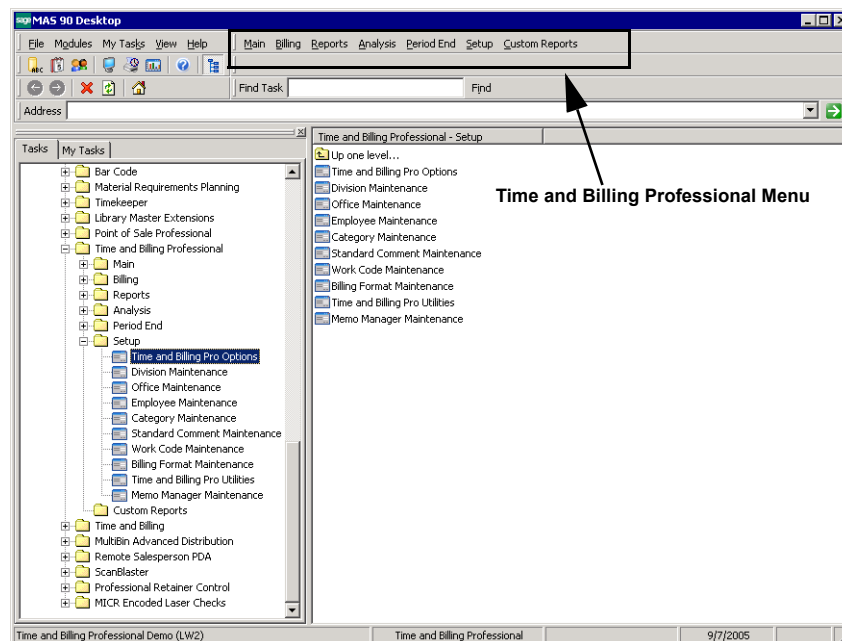 sage MAS 90 Desktop
File Modules My Tasks View Help Main Billing Reports Analysis Period End Setup Custom Reports
ABC
Find Task Find
Address
Tasks My Tasks
Bar Code
Material Requirements Planning
Timekeeper
Library Master Extensions
Point of Sale Professional
Time and Billing Professional
Main
Billing
Reports
Analysis
Period End
Setup
Time and Billing Pro Options
Division Maintenance
Office Maintenance
Employee Maintenance
Category Maintenance
Standard Comment Maintenance
Work Code Maintenance
Billing Format Maintenance
Time and Billing Pro Utilities
Memo Manager Maintenance
Custom Reports
Time and Billing
MultiBin Advanced Distribution
Remote Salesperson PDA
ScanBlaster
Professional Retainer Control
MICR Encoded Laser Checks
Time and Billing Professional - Setup
Up one level...
Time and Billing Pro Options
Division Maintenance
Office Maintenance
Employee Maintenance
Category Maintenance
Standard Comment Maintenance
Work Code Maintenance
Billing Format Maintenance
Time and Billing Pro Utilities
Memo Manager Maintenance
Time and Billing Professional Menu
Time and Billing Professional Demo (LW2) Time and Billing Professional 9/7/2005